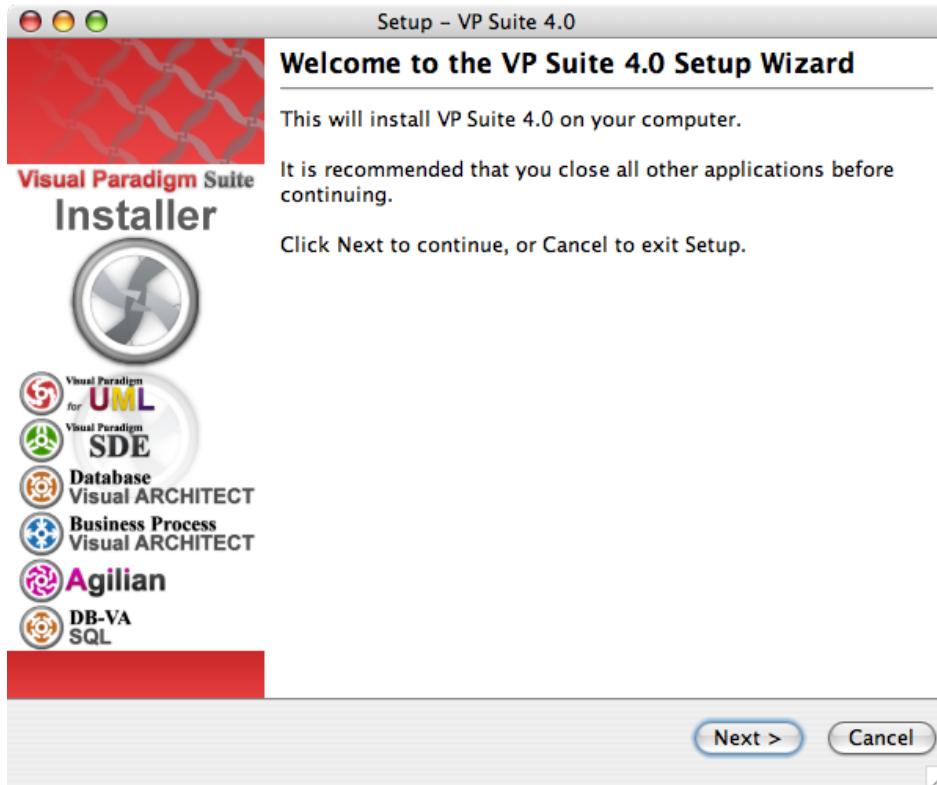 Setup – VP Suite 4.0
Welcome to the VP Suite 4.0 Setup Wizard
This will install VP Suite 4.0 on your computer.
It is recommended that you close all other applications before
continuing.
Click Next to continue, or Cancel to exit Setup.
Visual Paradigm Suite
Installer
Visual Paradigm
for UML
Visual Paradigm
SDE
Database
Visual ARCHITECT
Business Process
Visual ARCHITECT
Agilian
DB-VA
SQL
Next >
Cancel